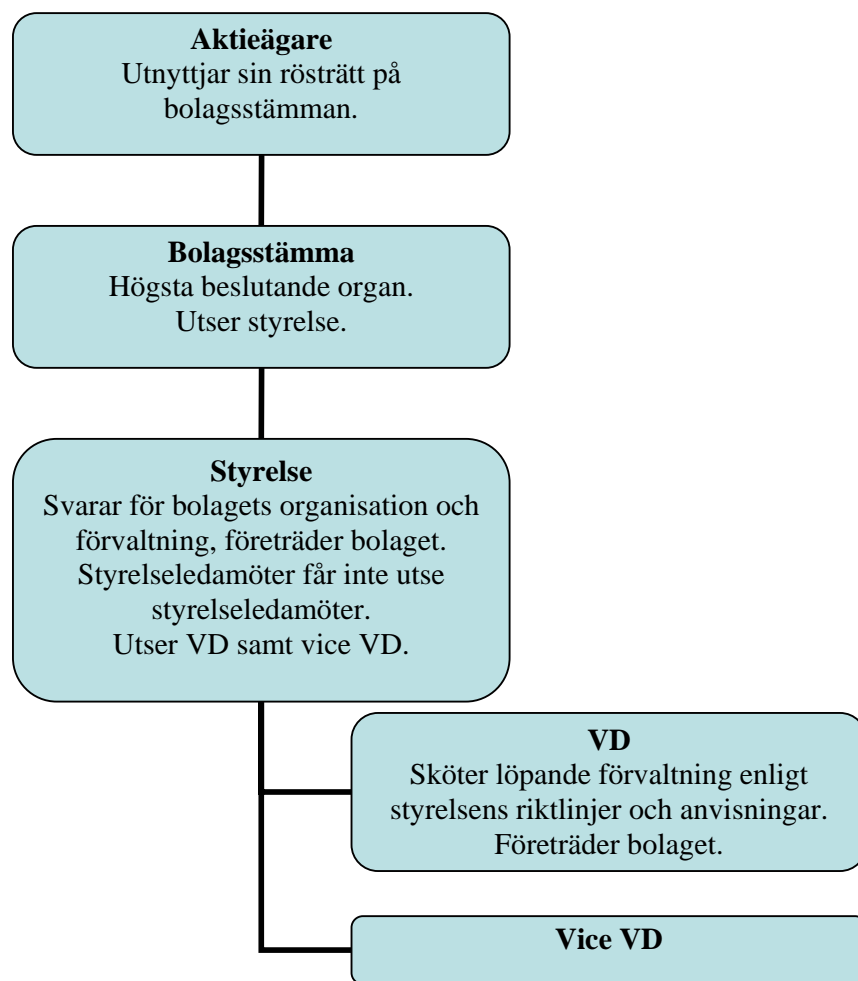 Aktieägare
Utnyttjar sin rösträtt på
bolagsstämman.
Bolagsstämma
Högsta beslutande organ.
Utser styrelse.
Styrelse
Svarar för bolagets organisation och
förvaltning, företräder bolaget.
Styrelseledamöter får inte utse
styrelseledamöter.
Utser VD samt vice VD.
VD
Sköter löpande förvaltning enligt
styrelsens riktlinjer och anvisningar.
Företräder bolaget.
Vice VD